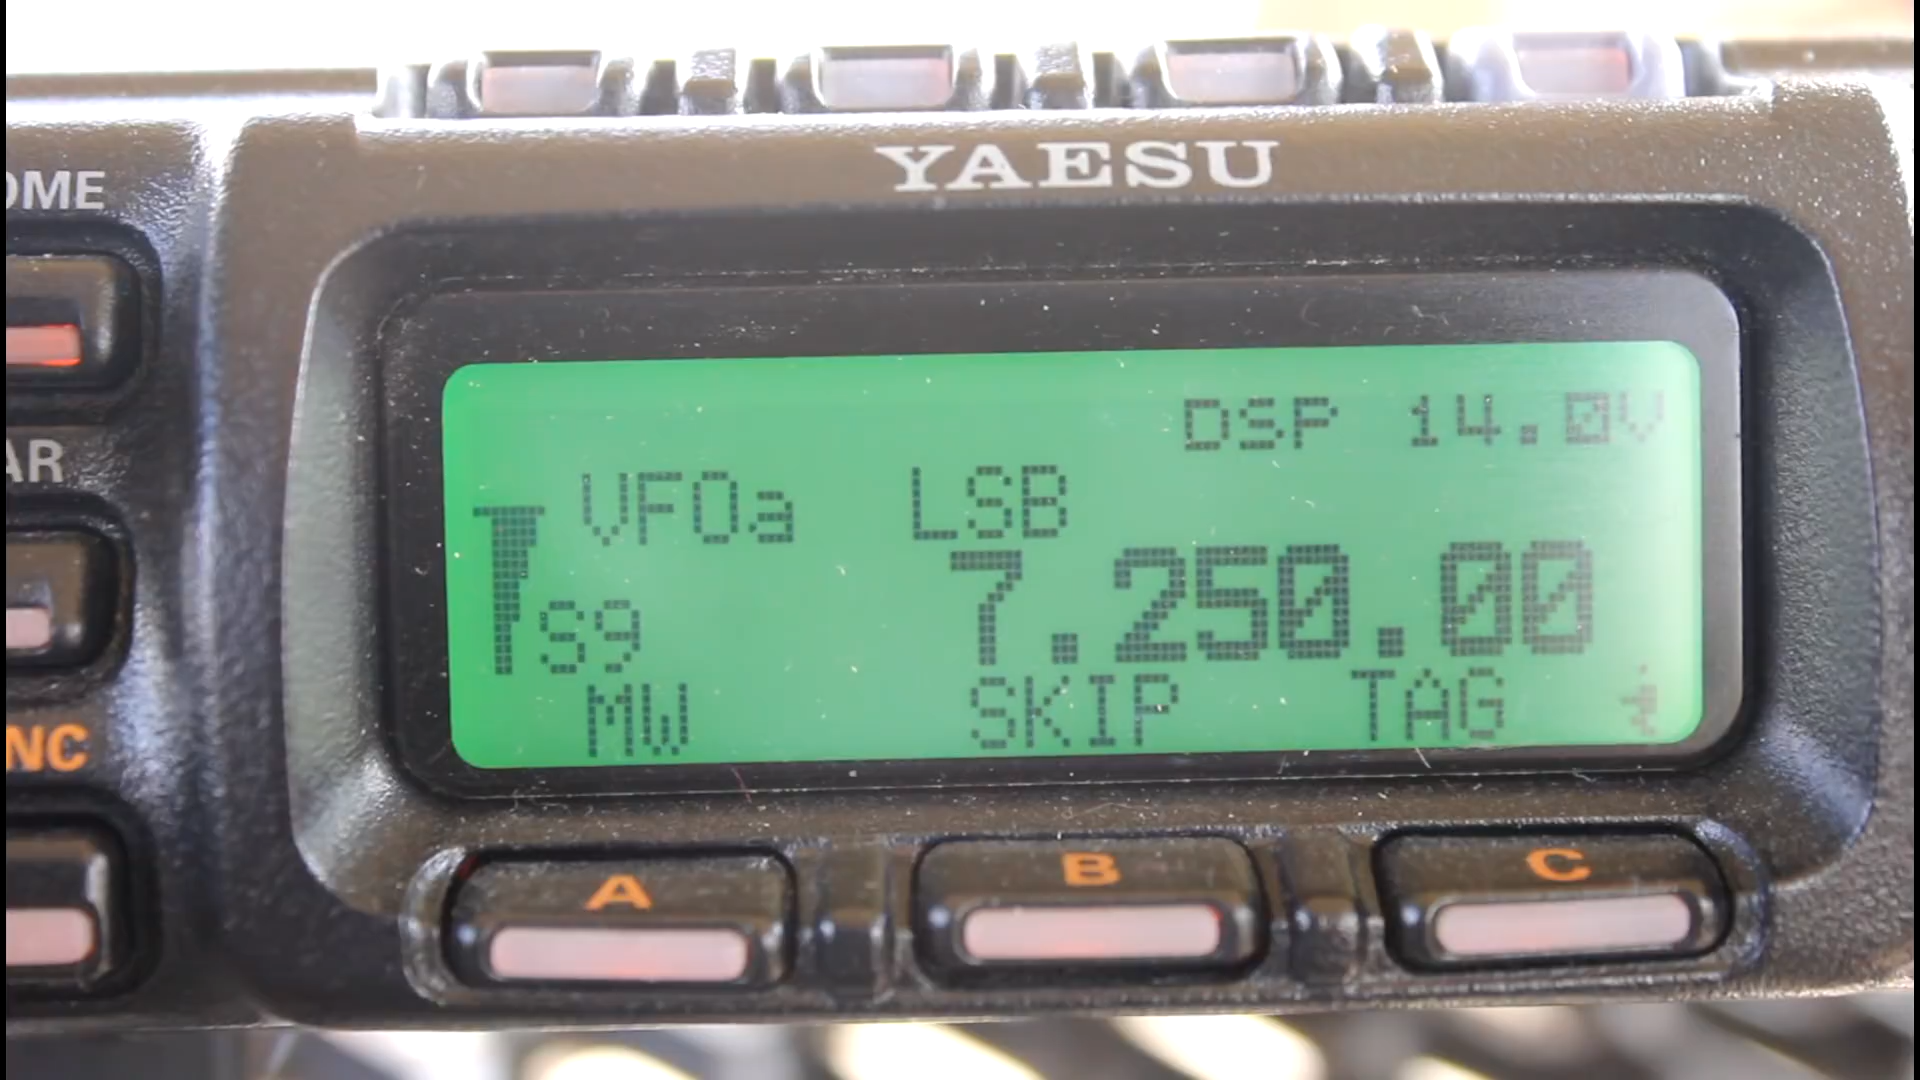 YAESU
OME
DSP 14.0V
AR
VFOa LSB
S9 7.250.00
MW SKIP TAG
NC
A B C